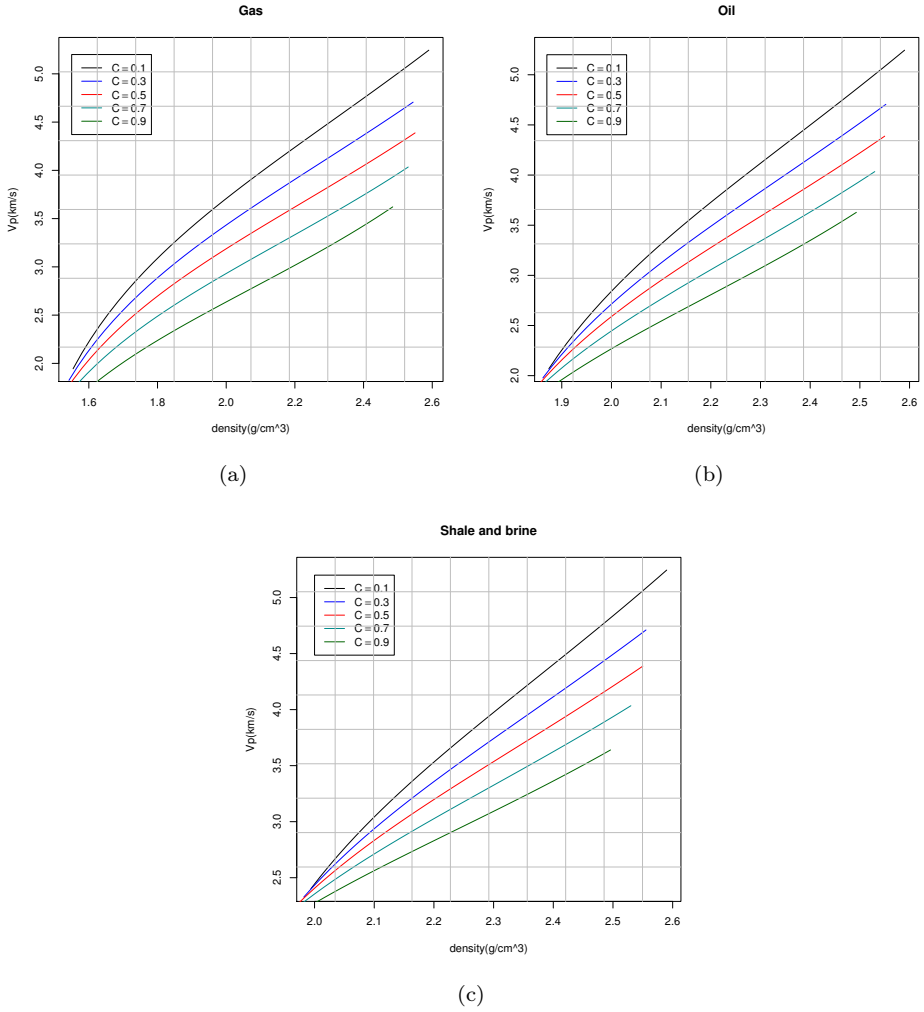 Gas
C = 0.1
C = 0.3
C = 0.5
C = 0.7
C = 0.9
Vp(km/s)
5.0
4.5
4.0
3.5
3.0
2.5
2.0
1.6 1.8 2.0 2.2 2.4 2.6
density(g/cm^3)
(a)
Oil
C = 0.1
C = 0.3
C = 0.5
C = 0.7
C = 0.9
Vp(km/s)
5.0
4.5
4.0
3.5
3.0
2.5
2.0
1.9 2.0 2.1 2.2 2.3 2.4 2.5 2.6
density(g/cm^3)
(b)
Shale and brine
C = 0.1
C = 0.3
C = 0.5
C = 0.7
C = 0.9
Vp(km/s)
5.0
4.5
4.0
3.5
3.0
2.5
2.0 2.1 2.2 2.3 2.4 2.5 2.6
density(g/cm^3)
(c)